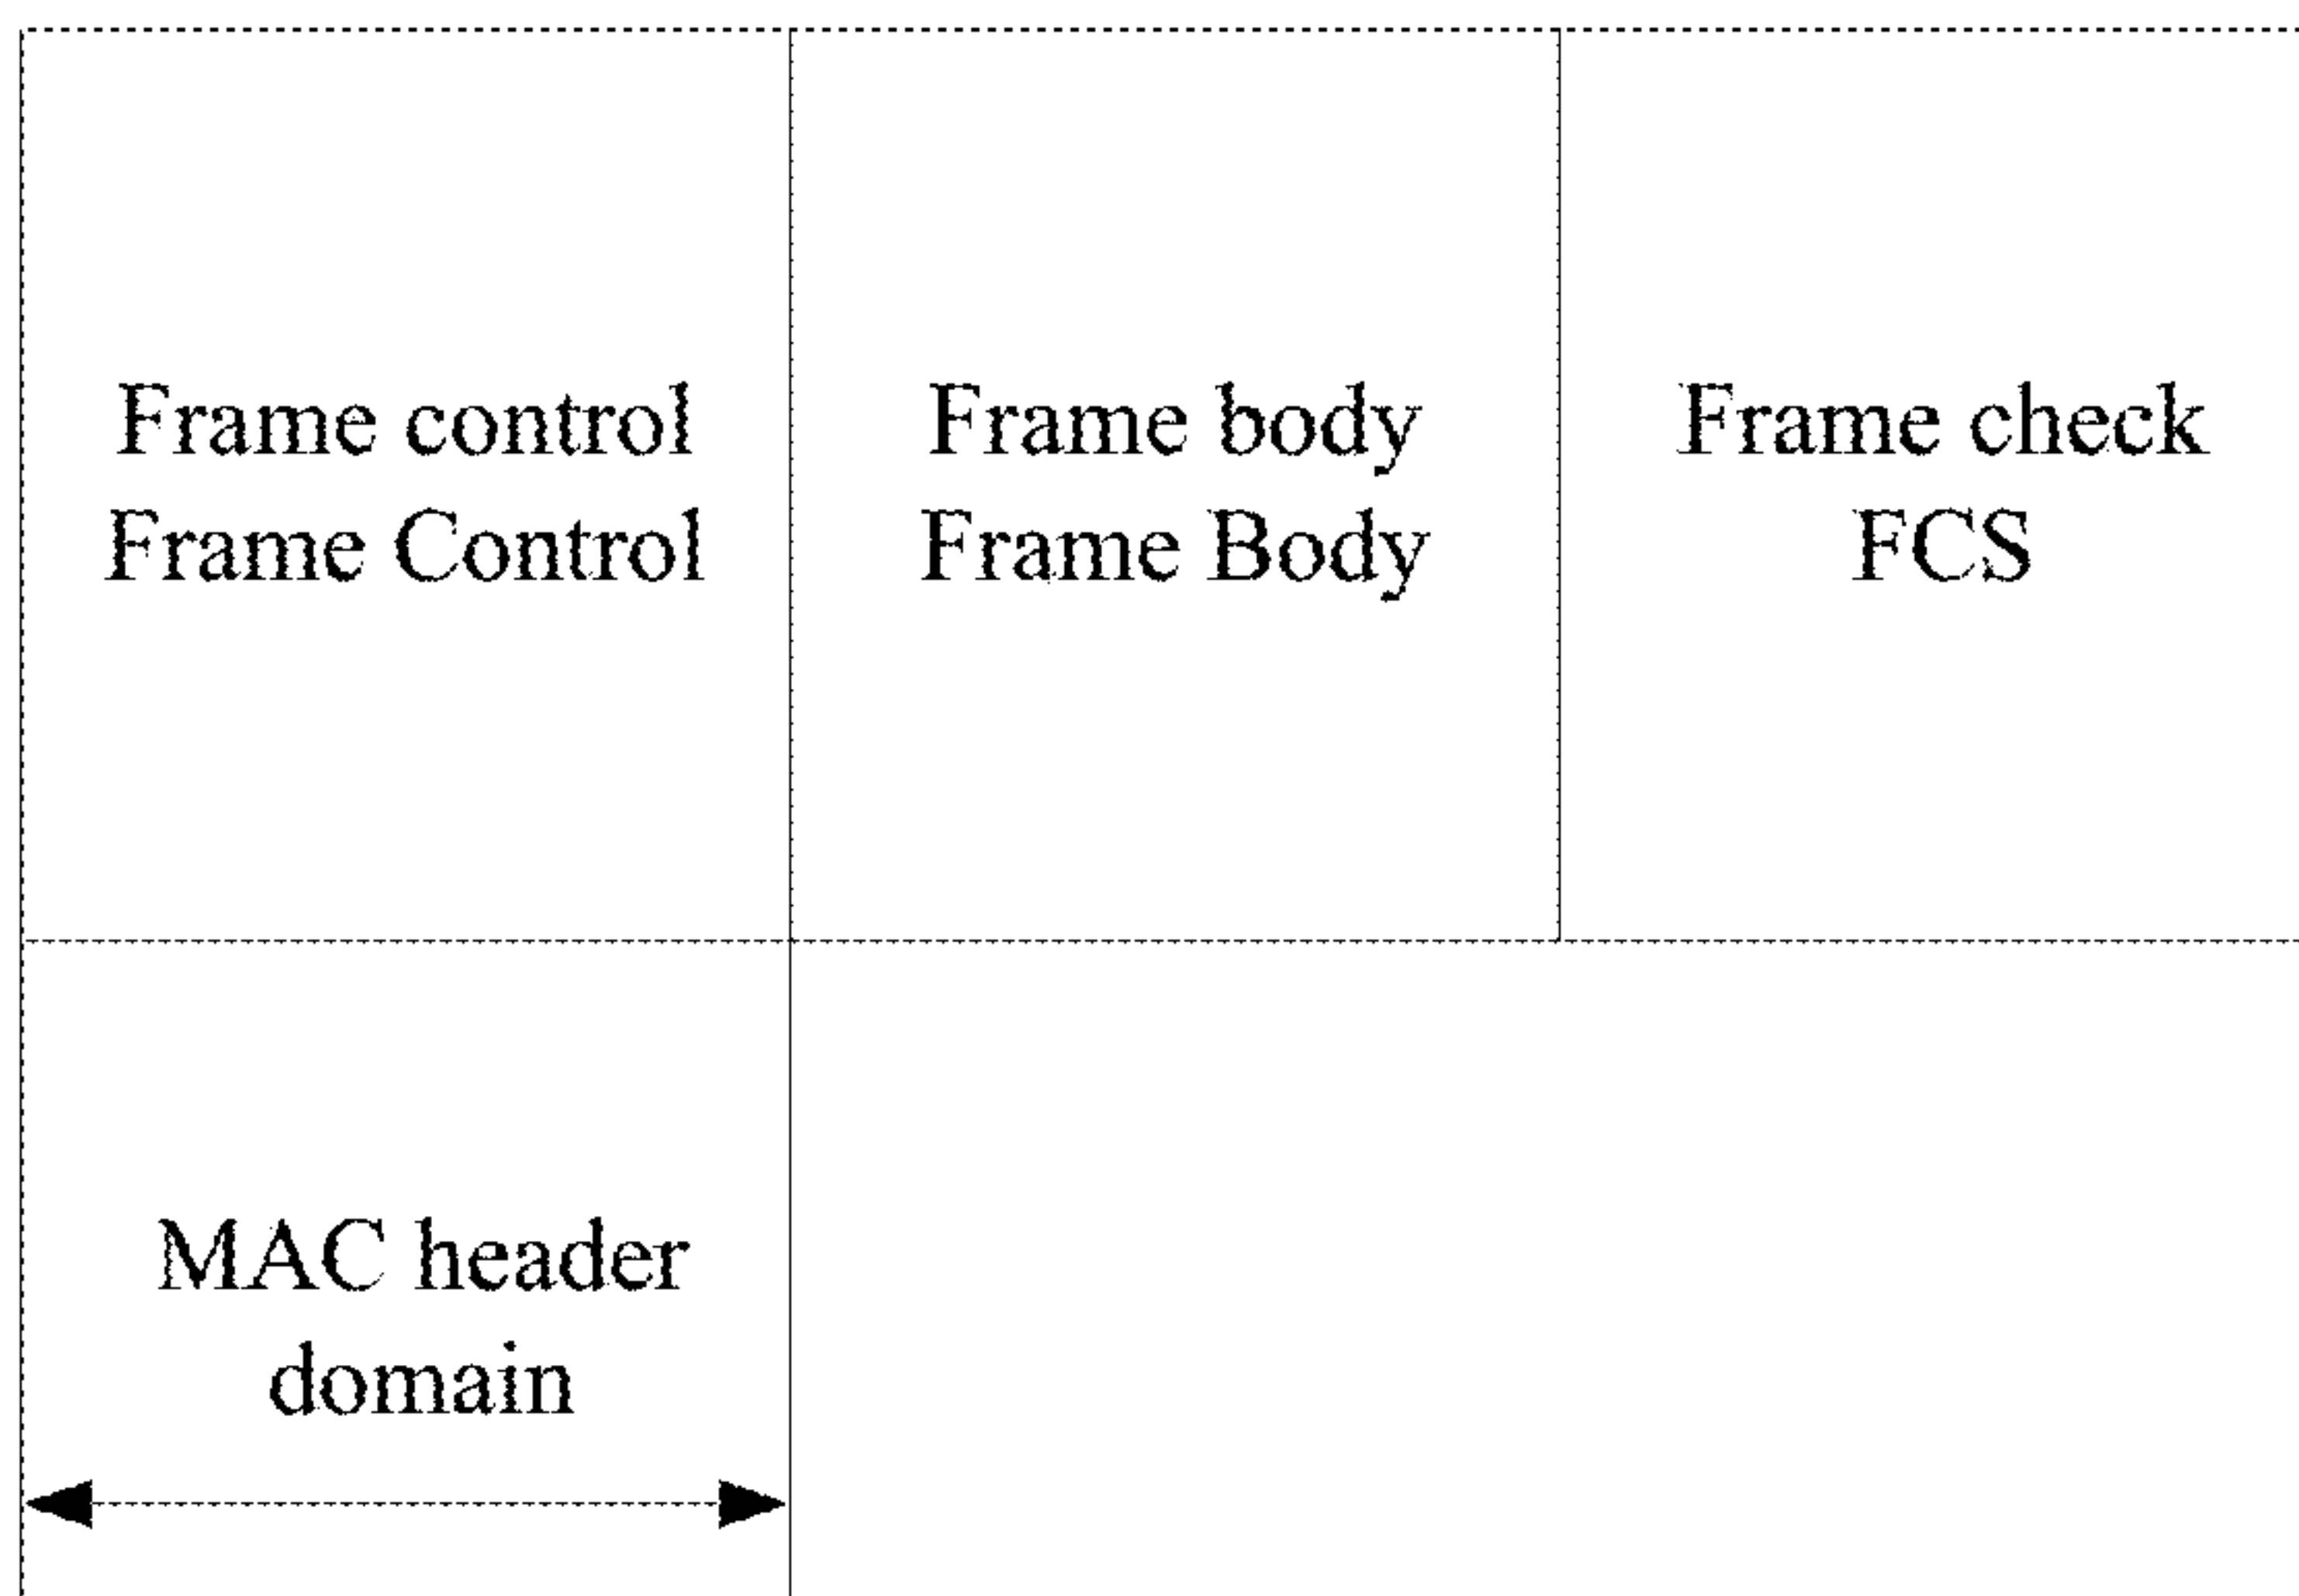 Frame control
Frame Control
Frame body
Frame Body
Frame check
FCS
MAC header
domain